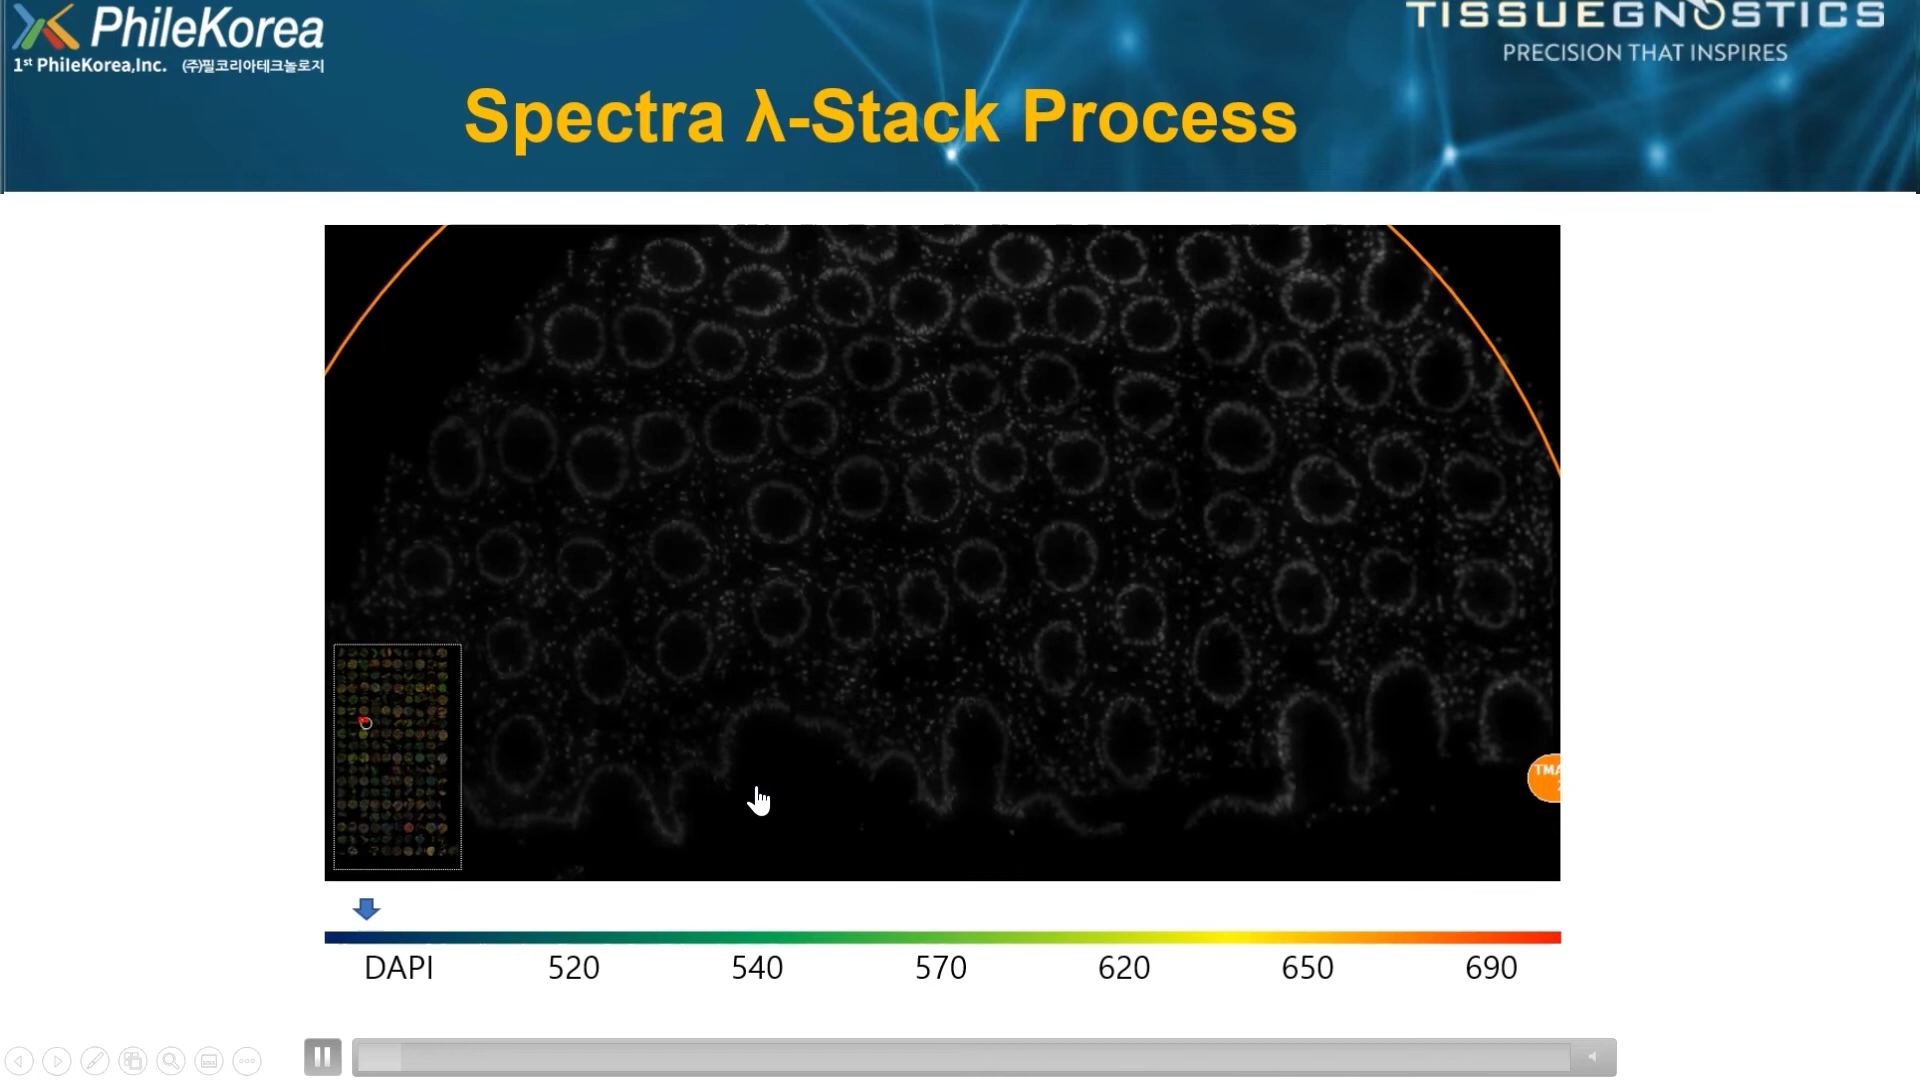 PhileKorea
1st PhileKorea,Inc. (주)필코리아테크놀로지
TISSUEGNOSTICS
PRECISION THAT INSPIRES
Spectra λ-Stack Process
TMA
DAPI 520 540 570 620 650 690